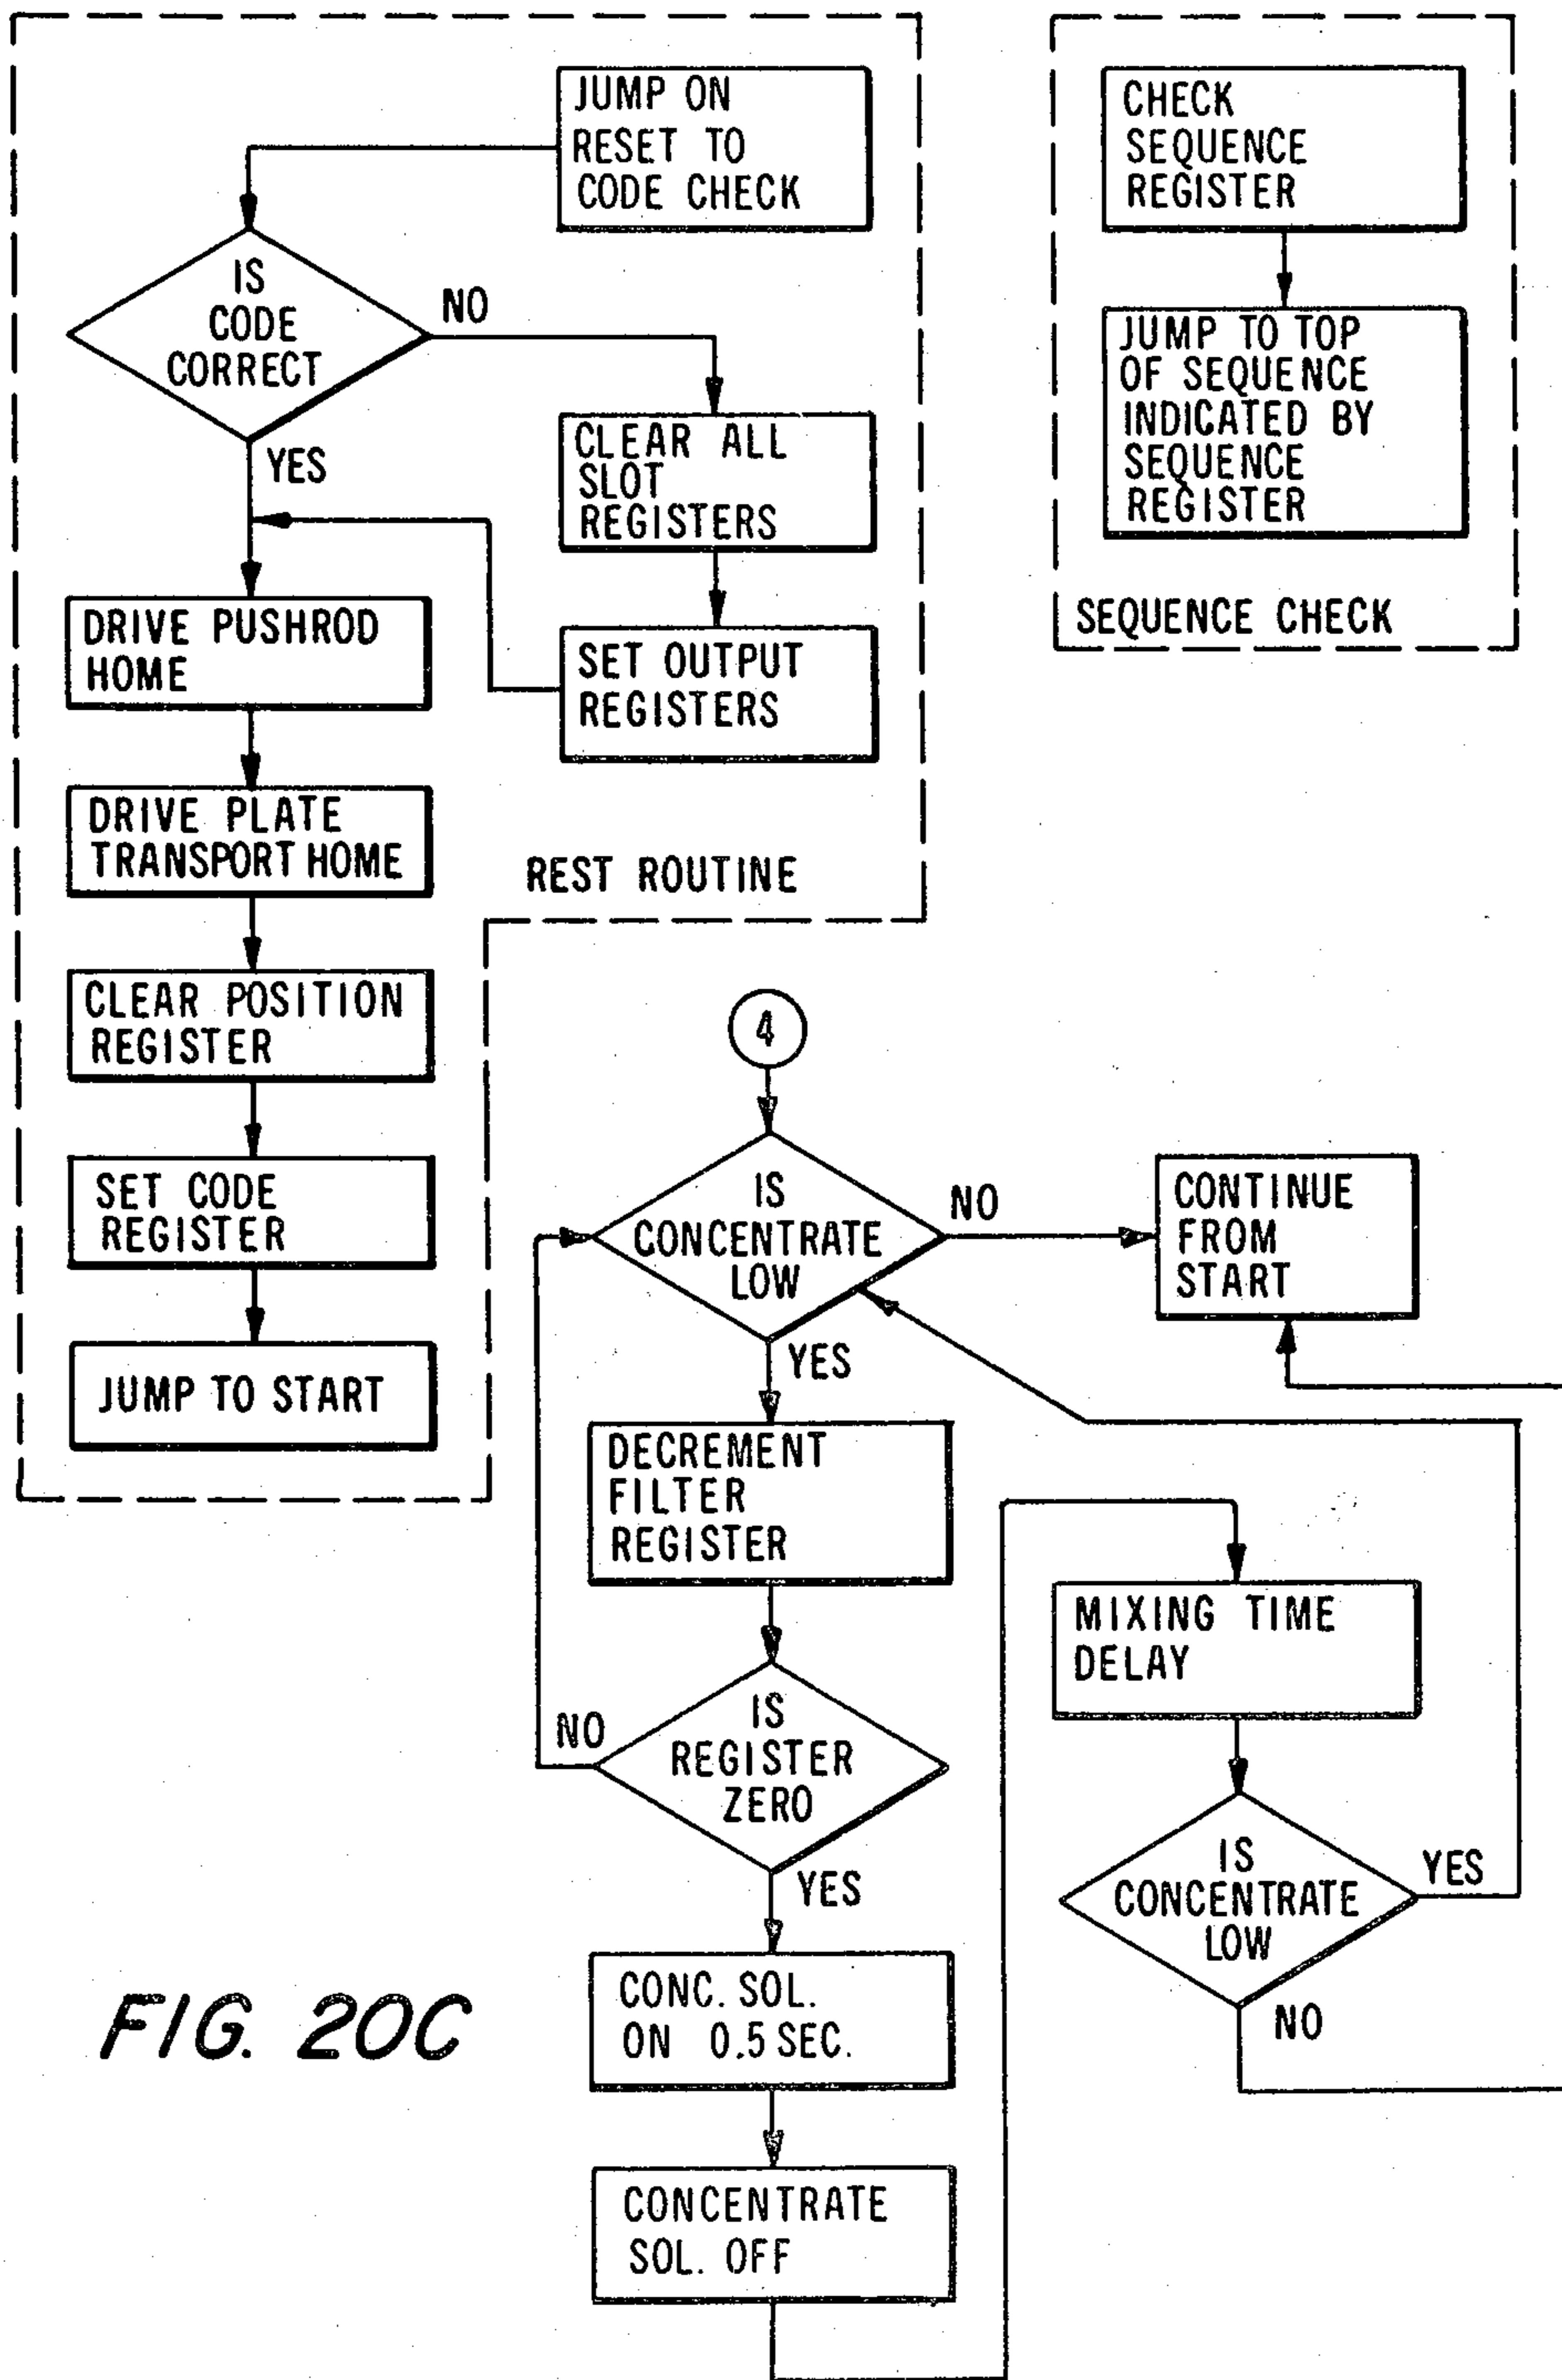 JUMP ON
RESET TO
CODE CHECK
IS
CODE
CORRECT
NO
YES
CLEAR ALL
SLOT
REGISTERS
SET OUTPUT
REGISTERS
DRIVE PUSHROD
HOME
DRIVE PLATE
TRANSPORT HOME
CLEAR POSITION
REGISTER
SET CODE
REGISTER
JUMP TO START
REST ROUTINE
CHECK
SEQUENCE
REGISTER
JUMP TO TOP
OF SEQUENCE
INDICATED BY
SEQUENCE
REGISTER
SEQUENCE CHECK
4
IS
CONCENTRATE
LOW
NO
CONTINUE
FROM
START
YES
DECREMENT
FILTER
REGISTER
IS
REGISTER
ZERO
NO
YES
CONC. SOL.
ON 0.5 SEC.
CONCENTRATE
SOL. OFF
MIXING TIME
DELAY
IS
CONCENTRATE
LOW
YES
NO
FIG. 20C